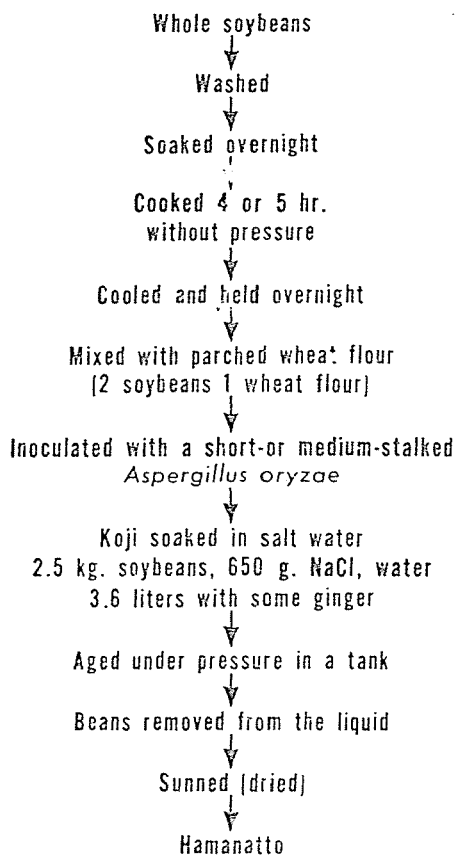 Whole soybeans
Washed
Soaked overnight
Cooked 4 or 5 hr.
without pressure
Cooled and held overnight
Mixed with parched wheat flour
(2 soybeans 1 wheat flour)
Inoculated with a short-or medium-stalked
Aspergillus oryzae
Koji soaked in salt water
2.5 kg. soybeans, 650 g. NaCl, water
3.6 liters with some ginger
Aged under pressure in a tank
Beans removed from the liquid
Sunned (dried)
Hamanatto